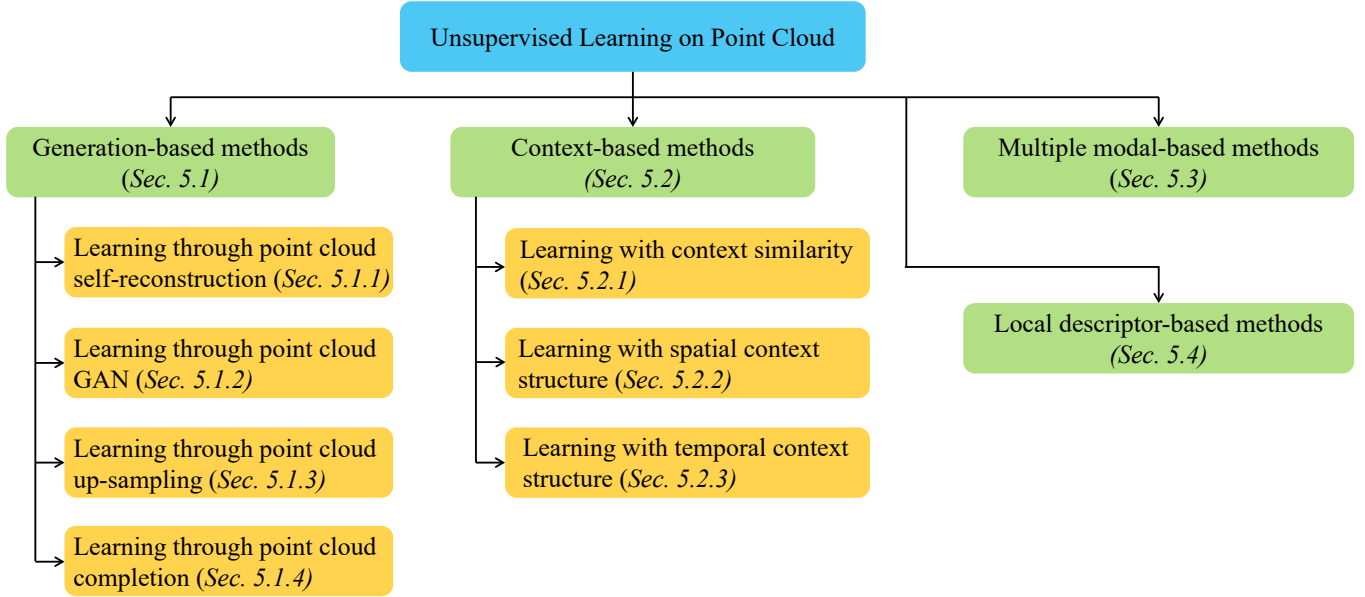 Unsupervised Learning on Point Cloud
Generation-based methods
(Sec. 5.1)
Learning through point cloud
self-reconstruction (Sec. 5.1.1)
Learning through point cloud
GAN (Sec. 5.1.2)
Learning through point cloud
up-sampling (Sec. 5.1.3)
Learning through point cloud
completion (Sec. 5.1.4)
Context-based methods
(Sec. 5.2)
Learning with context similarity
(Sec. 5.2.1)
Learning with spatial context
structure (Sec. 5.2.2)
Learning with temporal context
structure (Sec. 5.2.3)
Multiple modal-based methods
(Sec. 5.3)
Local descriptor-based methods
(Sec. 5.4)